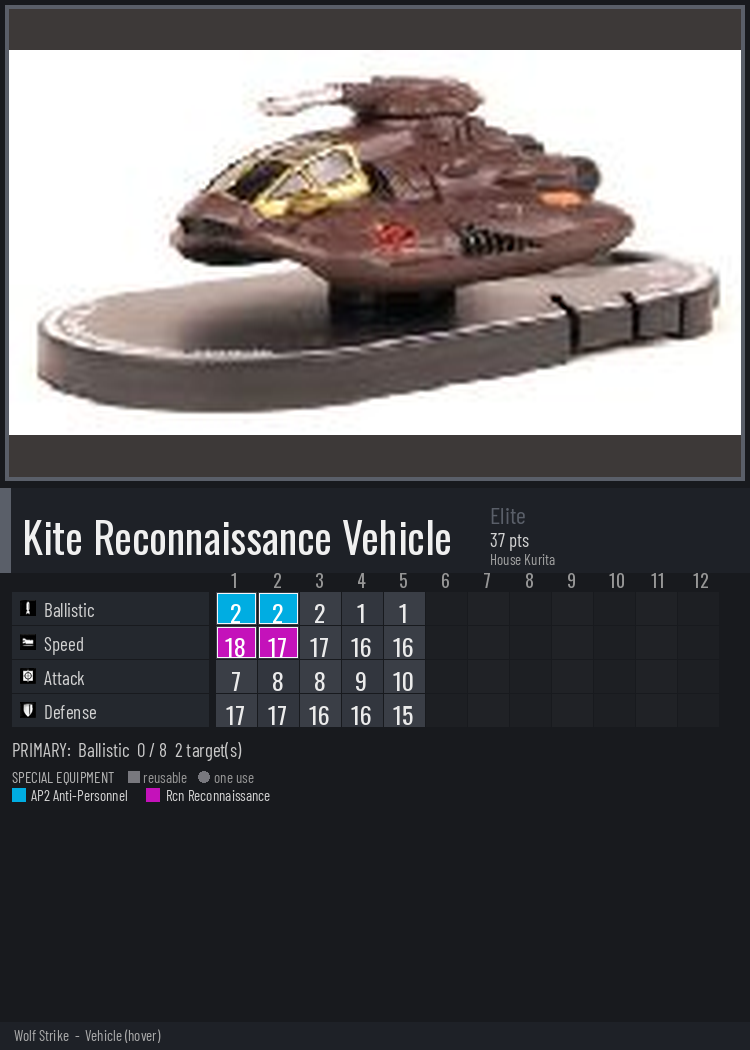 Kite Reconnaissance Vehicle
Elite
37 pts
House Kurita
1 2 3 4 5 6 7 8 9 10 11 12
Ballistic 2 2 2 1 1
Speed 18 17 17 16 16
Attack 7 8 8 9 10
Defense 17 17 16 16 15
PRIMARY: Ballistic 0 / 8 2 target(s)
SPECIAL EQUIPMENT reusable one use
AP2 Anti-Personnel Rcn Reconnaissance
Wolf Strike - Vehicle (hover)